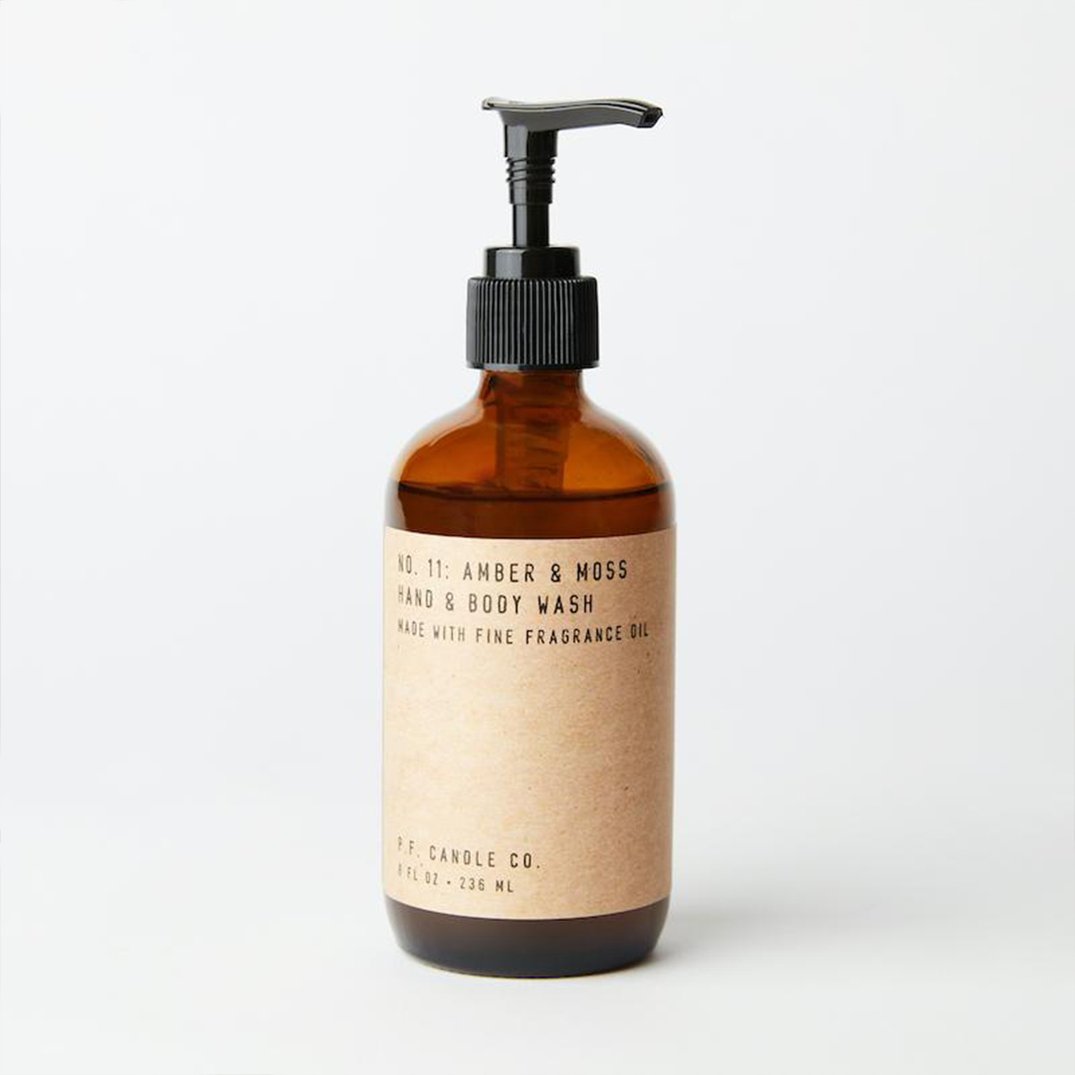 NO. 11: AMBER & MOSS
HAND & BODY WASH
MADE WITH FINE FRAGRANCE OIL
P.F. CANDLE CO.
8 FL OZ • 236 ML